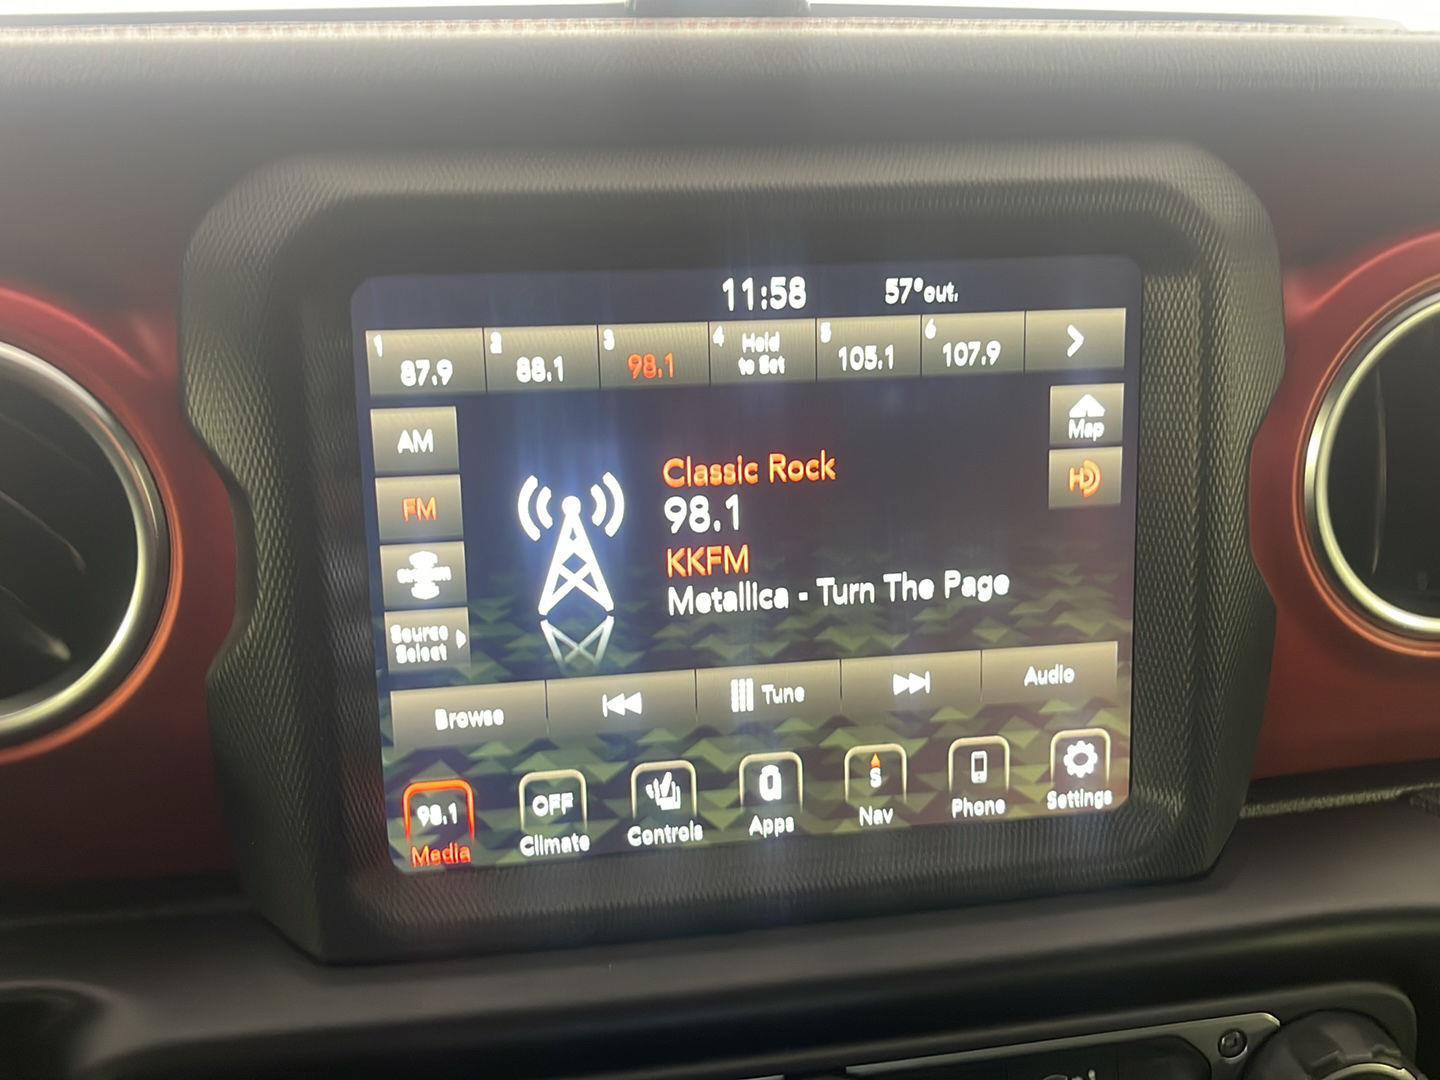 11:58 57°out.
1 87.9
2 88.1
3 98.1
4 Hold to Set
5 105.1
6 107.9
AM
FM
Source
Select
Map
HD
Classic Rock
98.1
KKFM
Metallica - Turn The Page
Browse
Tune
Audio
98.1
Media
OFF
Climate
Controls
Apps
S
Nav
Phone
Settings